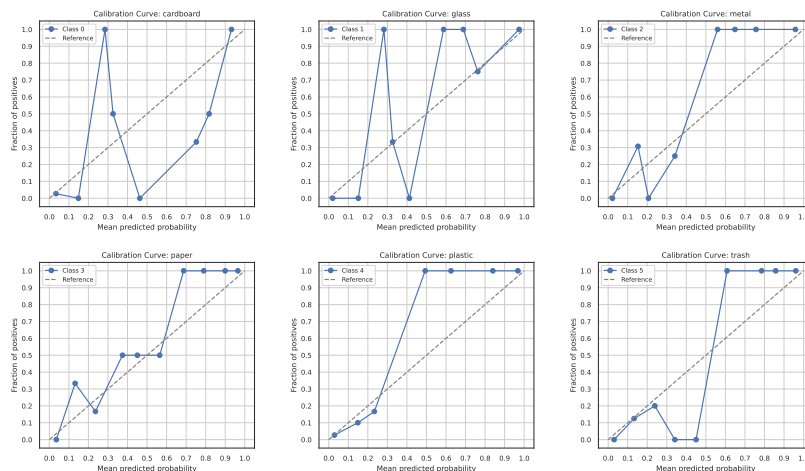 Calibration Curve: cardboard
1.0
0.9
0.8
0.7
0.6
0.5
0.4
0.3
0.2
0.1
0.0
Fraction of positives
Class 0
Reference
0.0 0.1 0.2 0.3 0.4 0.5 0.6 0.7 0.8 0.9 1.0
Mean predicted probability
Calibration Curve: glass
1.0
0.9
0.8
0.7
0.6
0.5
0.4
0.3
0.2
0.1
0.0
Fraction of positives
Class 1
Reference
0.0 0.1 0.2 0.3 0.4 0.5 0.6 0.7 0.8 0.9 1.0
Mean predicted probability
Calibration Curve: metal
1.0
0.9
0.8
0.7
0.6
0.5
0.4
0.3
0.2
0.1
0.0
Fraction of positives
Class 2
Reference
0.0 0.1 0.2 0.3 0.4 0.5 0.6 0.7 0.8 0.9
Mean predicted probability
Calibration Curve: paper
1.0
0.9
0.8
0.7
0.6
0.5
0.4
0.3
0.2
0.1
0.0
Fraction of positives
Class 3
Reference
0.0 0.1 0.2 0.3 0.4 0.5 0.6 0.7 0.8 0.9 1.0
Mean predicted probability
Calibration Curve: plastic
1.0
0.9
0.8
0.7
0.6
0.5
0.4
0.3
0.2
0.1
0.0
Fraction of positives
Class 4
Reference
0.0 0.1 0.2 0.3 0.4 0.5 0.6 0.7 0.8 0.9 1.0
Mean predicted probability
Calibration Curve: trash
1.0
0.9
0.8
0.7
0.6
0.5
0.4
0.3
0.2
0.1
0.0
Fraction of positives
Class 5
Reference
0.0 0.1 0.2 0.3 0.4 0.5 0.6 0.7 0.8 0.9
Mean predicted probability